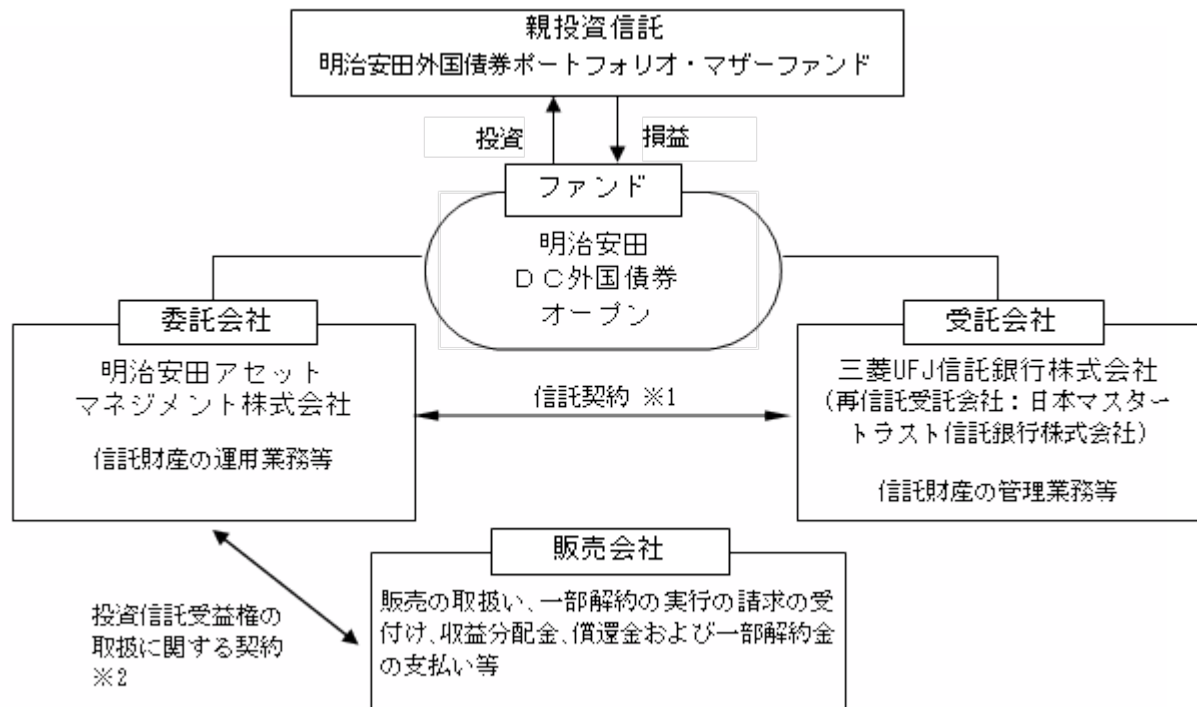 親投資信託
明治安田外国債券ポートフォリオ・マザーファンド
投資
損益
ファンド
明治安田
ＤＣ外国債券
オープン
委託会社
明治安田アセット
マネジメント株式会社
信託財産の運用業務等
信託契約 ※1
受託会社
三菱UFJ信託銀行株式会社
(再信託受託会社：日本マスター
トラスト信託銀行株式会社)
信託財産の管理業務等
販売会社
販売の取扱い、一部解約の実行の請求の受
付け、収益分配金、償還金および一部解約金
の支払い等
投資信託受益権の
取扱に関する契約
※2